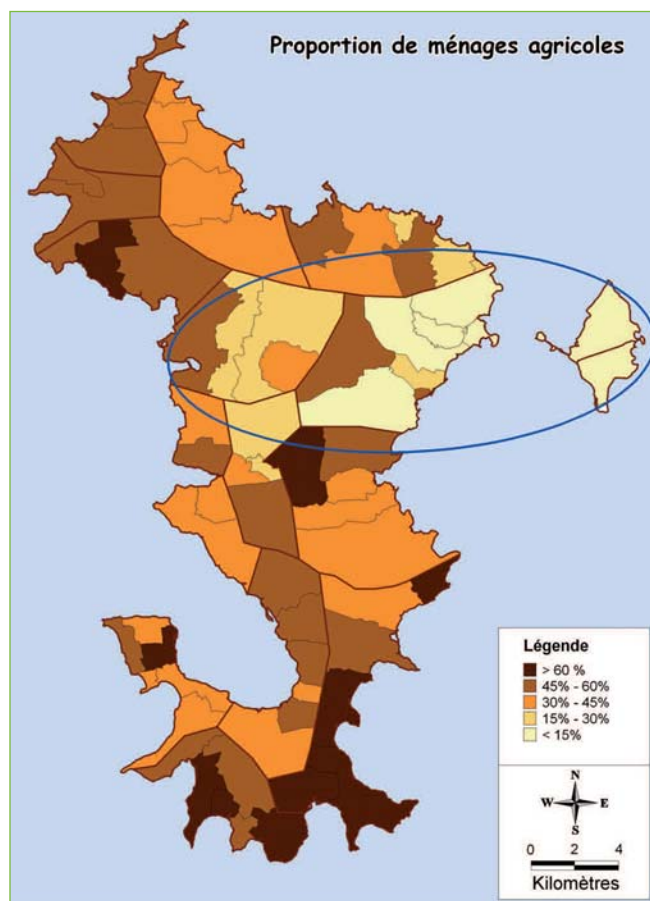 Proportion de ménages agricoles
Légende
> 60 %
45% - 60%
30% - 45%
15% - 30%
< 15%
N
W E
S
0 2 4
Kilomètres